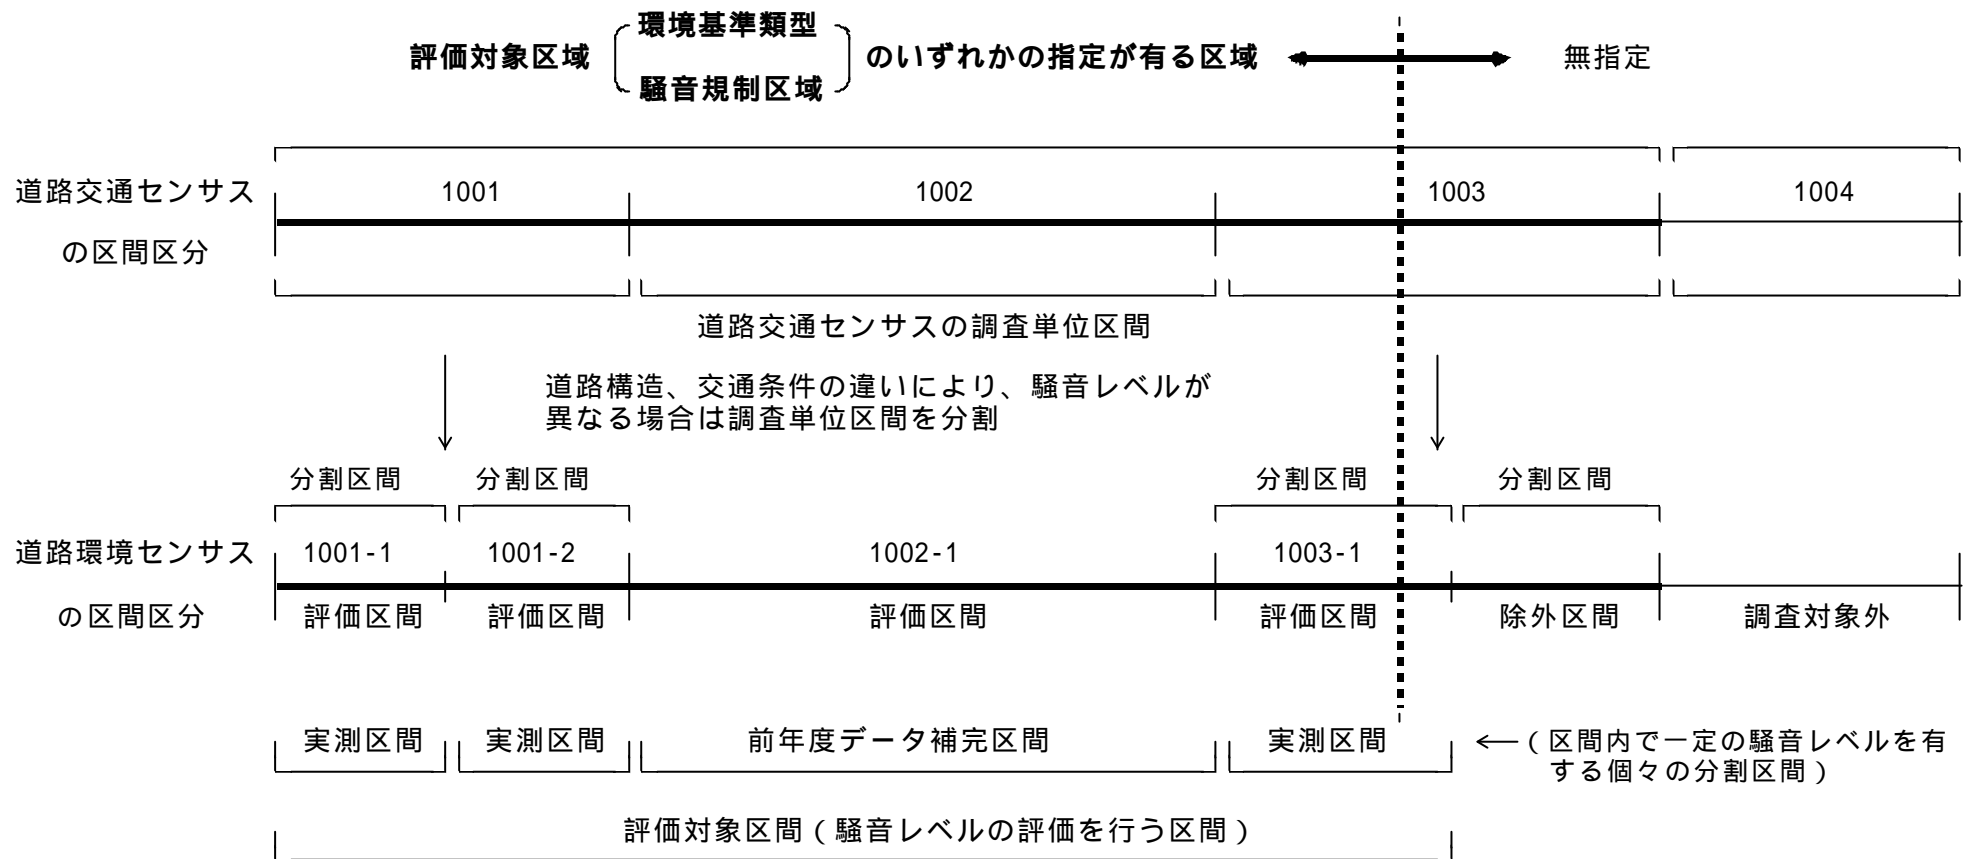 環境基準類型
評価対象区域 のいずれかの指定が有る区域 無指定
騒音規制区域
道路交通センサス 1001 1002 1003 1004
の区間区分
道路交通センサスの調査単位区間
道路構造、交通条件の違いにより、騒音レベルが
異なる場合は調査単位区間を分割
分割区間 分割区間 分割区間 分割区間
道路環境センサス 1001-1 1001-2 1002-1 1003-1
の区間区分 評価区間 評価区間 評価区間 評価区間 除外区間 調査対象外
実測区間 実測区間 前年度データ補完区間 実測区間 ←(区間内で一定の騒音レベルを有
する個々の分割区間)
評価対象区間(騒音レベルの評価を行う区間)